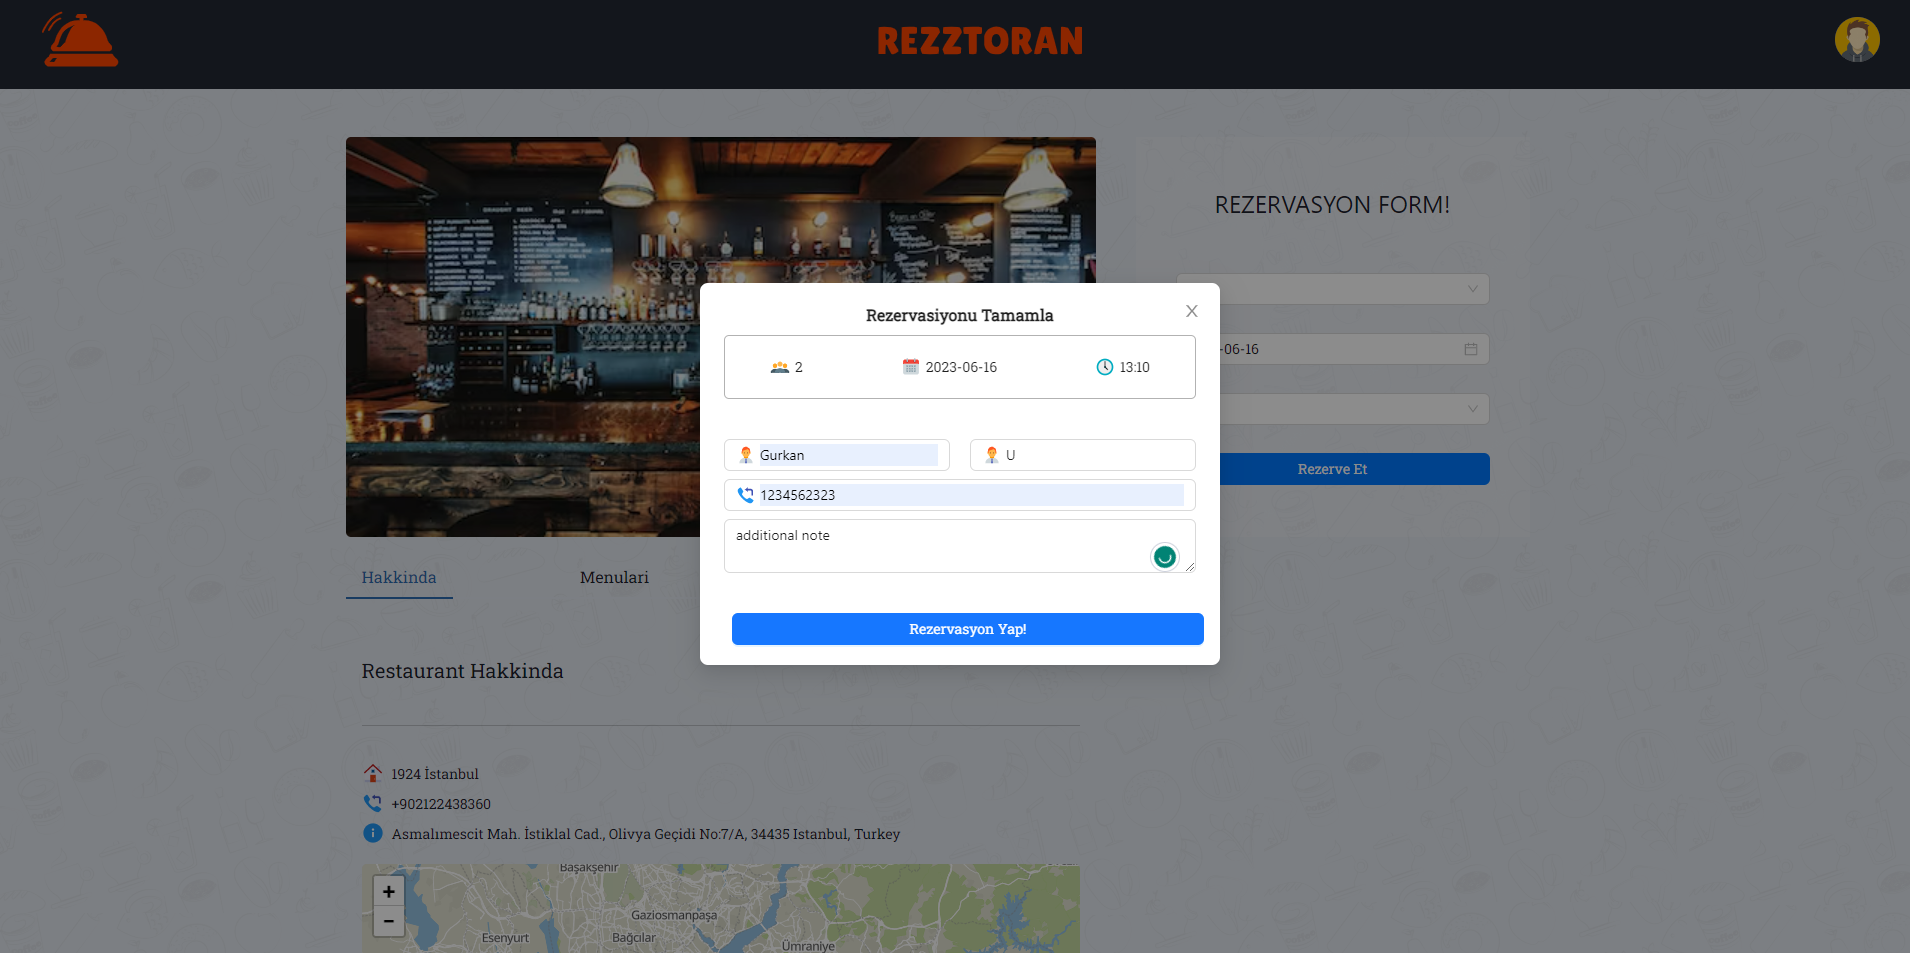 REZZTORAN
REZERVASYON FORM!
-06-16
Rezerve Et
Rezervasiyonu Tamamla
2
2023-06-16
13:10
Gurkan
U
1234562323
additional note
Rezervasyon Yap!
Hakkinda
Menulari
Restaurant Hakkinda
1924 İstanbul
+902122438360
Asmalımescit Mah. İstiklal Cad., Olivya Geçidi No:7/A, 34435 Istanbul, Turkey
+
−
Başakşehir
Gaziosmanpaşa
Esenyurt
Bağcılar
Ümraniye